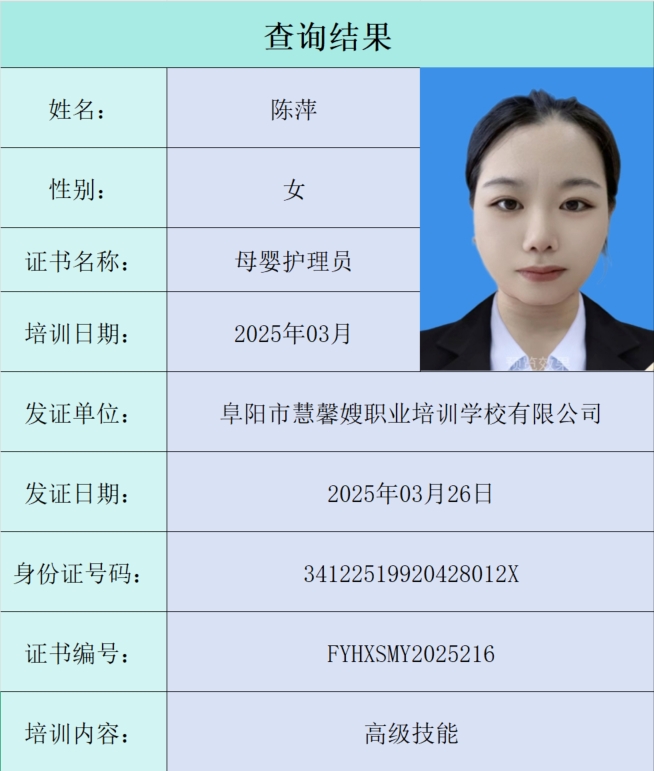 查询结果
姓名： 陈萍
性别： 女
证书名称： 母婴护理员
培训日期： 2025年03月
预览效果
发证单位： 阜阳市慧馨嫂职业培训学校有限公司
发证日期： 2025年03月26日
身份证号码： 34122519920428012X
证书编号： FYHXSMY2025216
培训内容： 高级技能